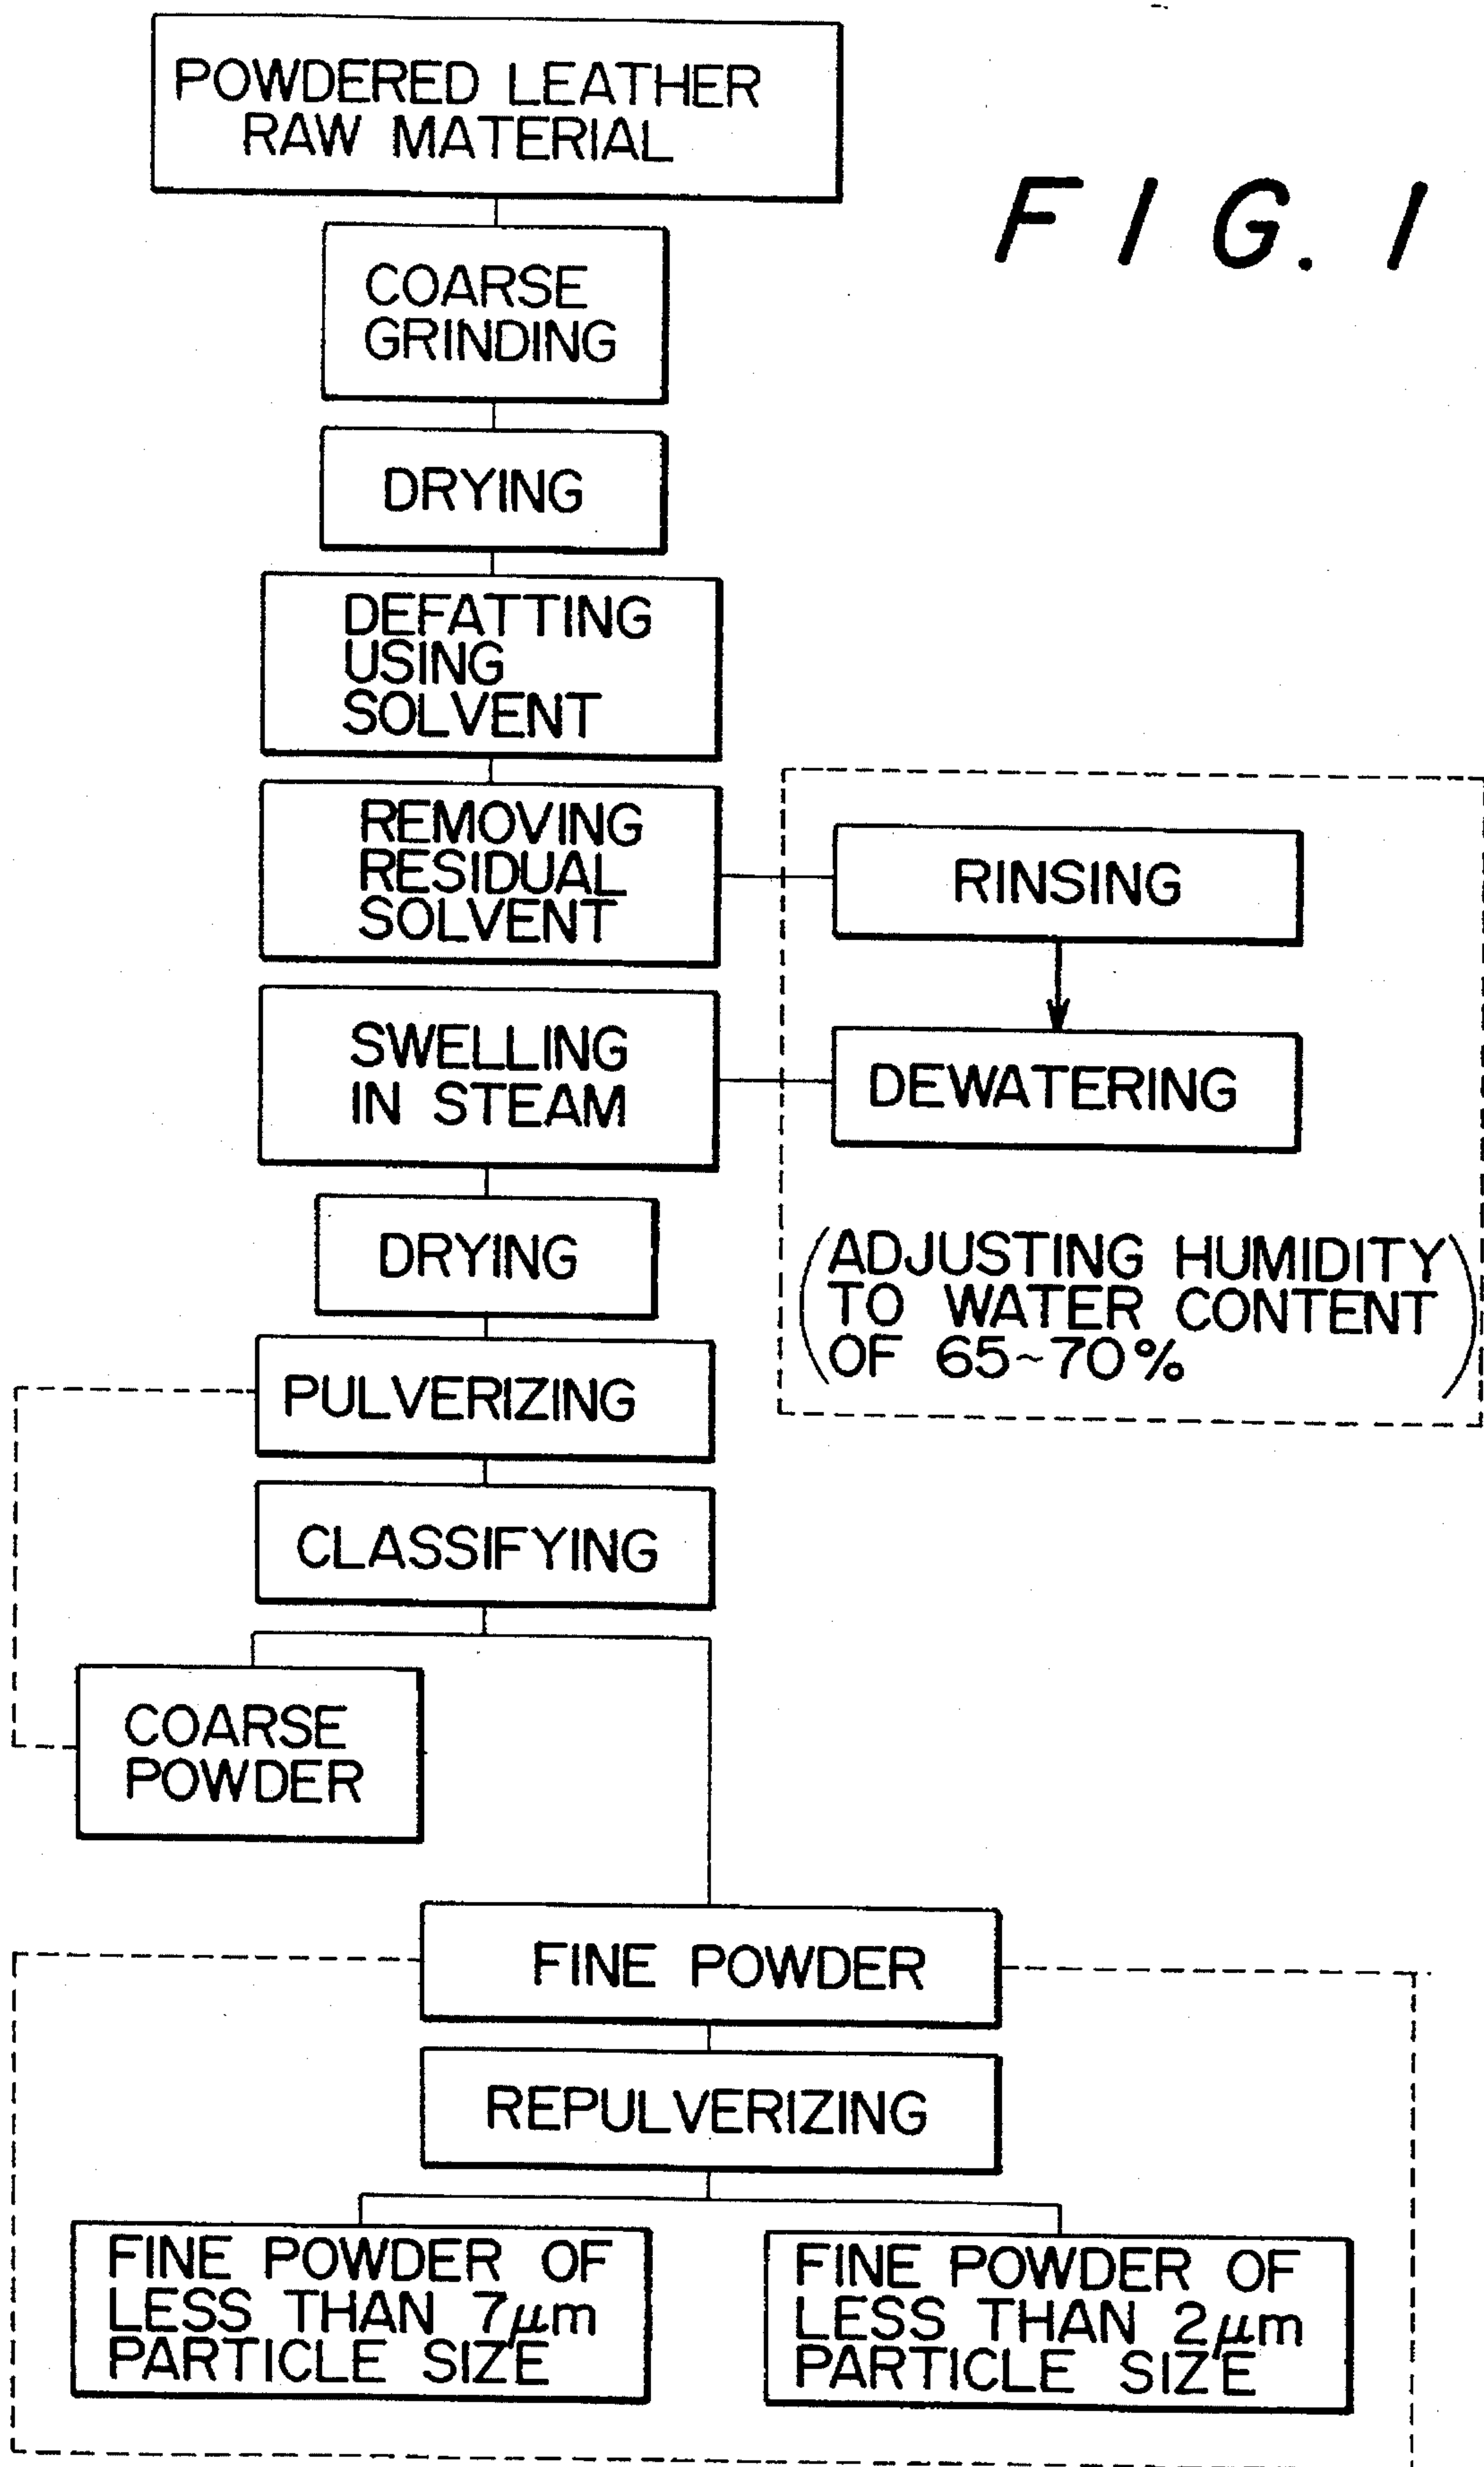 POWDERED LEATHER
RAW MATERIAL
FIG. 1
COARSE
GRINDING
DRYING
DEFATTING
USING
SOLVENT
REMOVING
RESIDUAL
SOLVENT
RINSING
SWELLING
IN STEAM
DEWATERING
DRYING
(ADJUSTING HUMIDITY
TO WATER CONTENT
OF 65~70%)
PULVERIZING
CLASSIFYING
COARSE
POWDER
FINE POWDER
REPULVERIZING
FINE POWDER OF
LESS THAN 7μm
PARTICLE SIZE
FINE POWDER OF
LESS THAN 2μm
PARTICLE SIZE